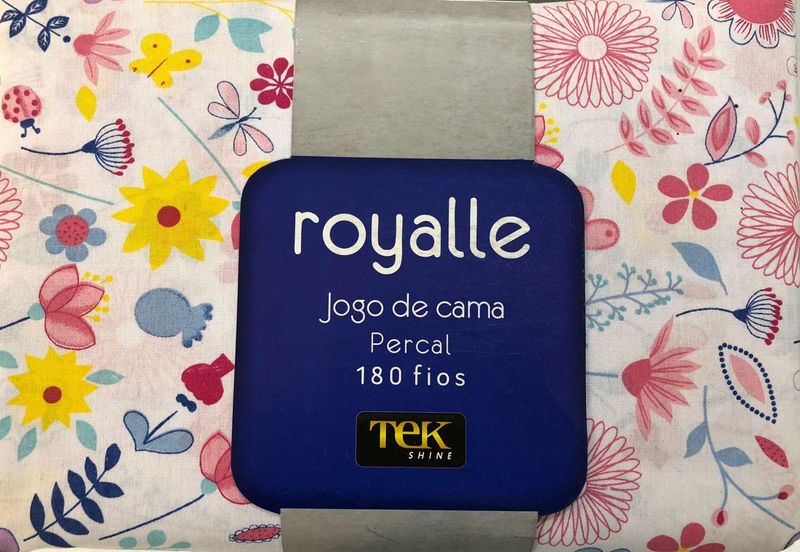 royalle
Jogo de cama
Percal
180 fios
TEK
SHINE